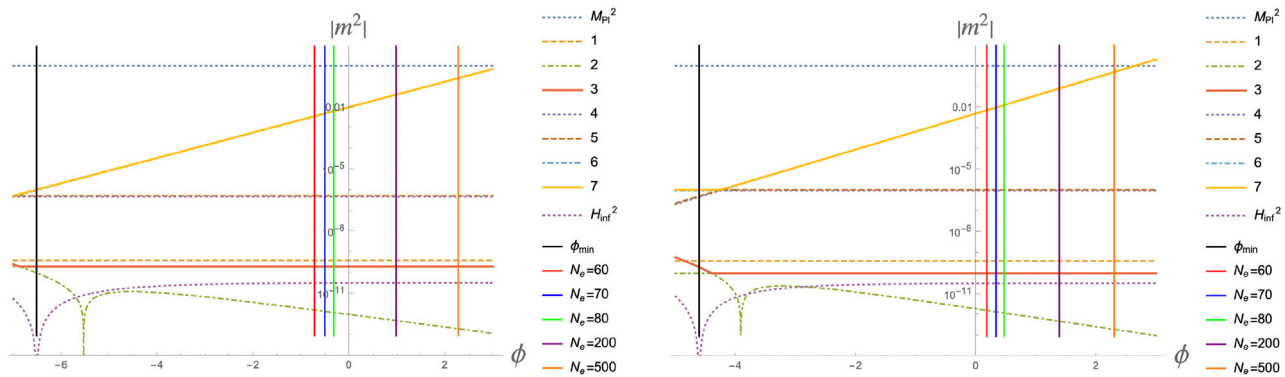 |m²|
0.01
10⁻⁵
10⁻⁸
10⁻¹¹
-6
-4
-2
0
2
ϕ
M_Pl²
1
2
3
4
5
6
7
H_inf²
ϕ_min
N_e=60
N_e=70
N_e=80
N_e=200
N_e=500
|m²|
0.01
10⁻⁵
10⁻⁸
10⁻¹¹
-4
-2
0
2
ϕ
M_Pl²
1
2
3
4
5
6
7
H_inf²
ϕ_min
N_e=60
N_e=70
N_e=80
N_e=200
N_e=500